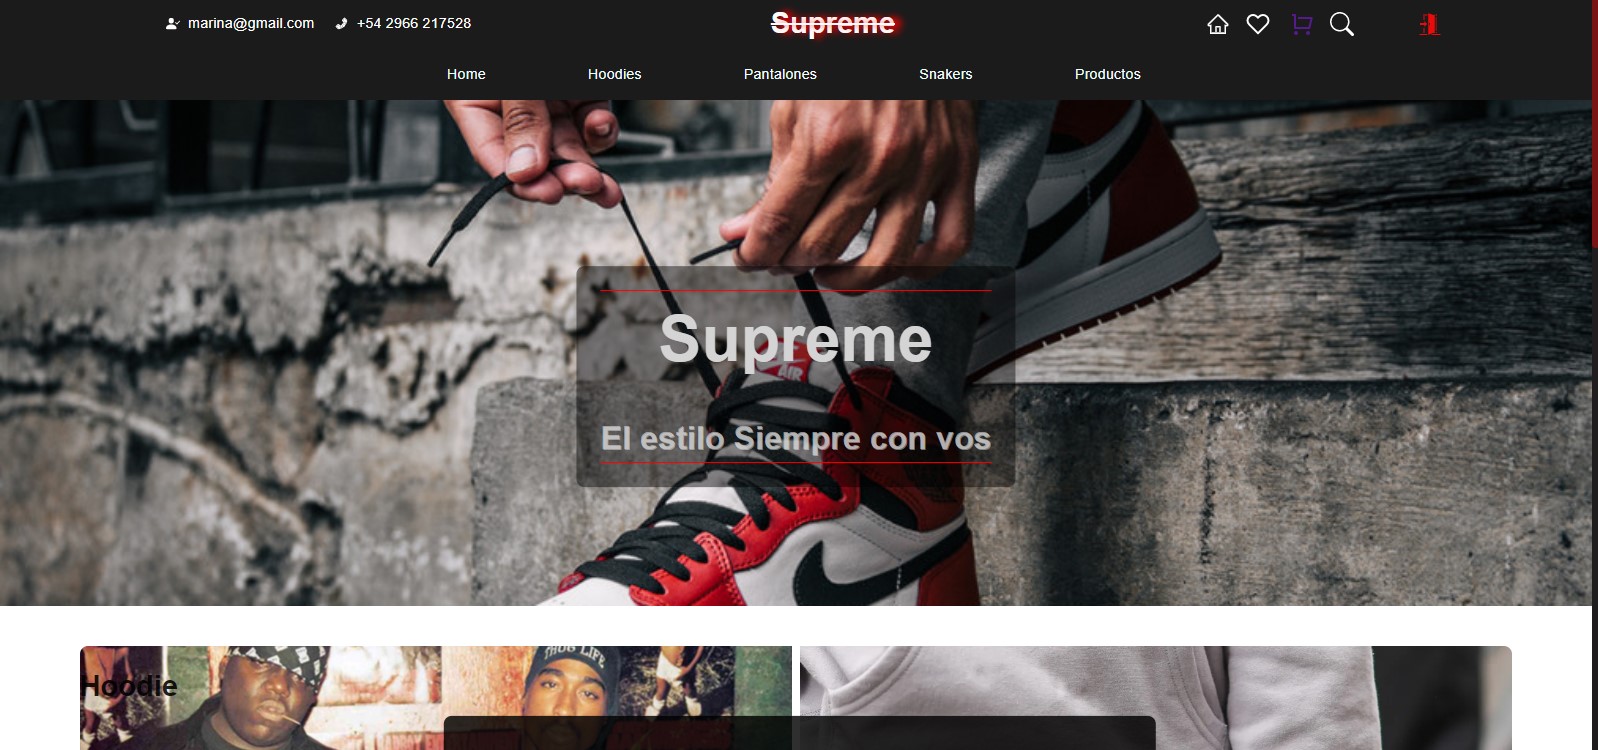 marina@gmail.com
+54 2966 217528
Supreme
Home
Hoodies
Pantalones
Snakers
Productos
Supreme
AIR
El estilo Siempre con vos
THUG LIFE
Hoodie